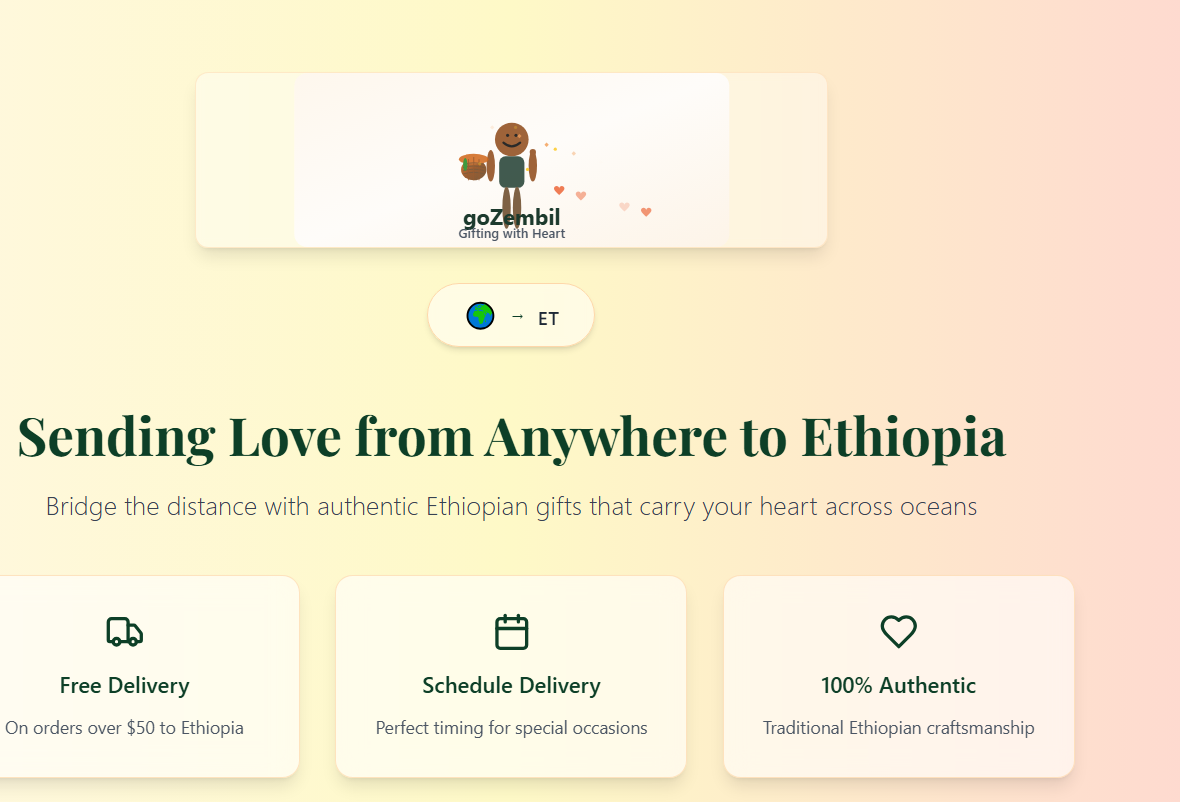 goZembil
Gifting with Heart
→ ET
Sending Love from Anywhere to Ethiopia
Bridge the distance with authentic Ethiopian gifts that carry your heart across oceans
Free Delivery
On orders over $50 to Ethiopia
Schedule Delivery
Perfect timing for special occasions
100% Authentic
Traditional Ethiopian craftsmanship